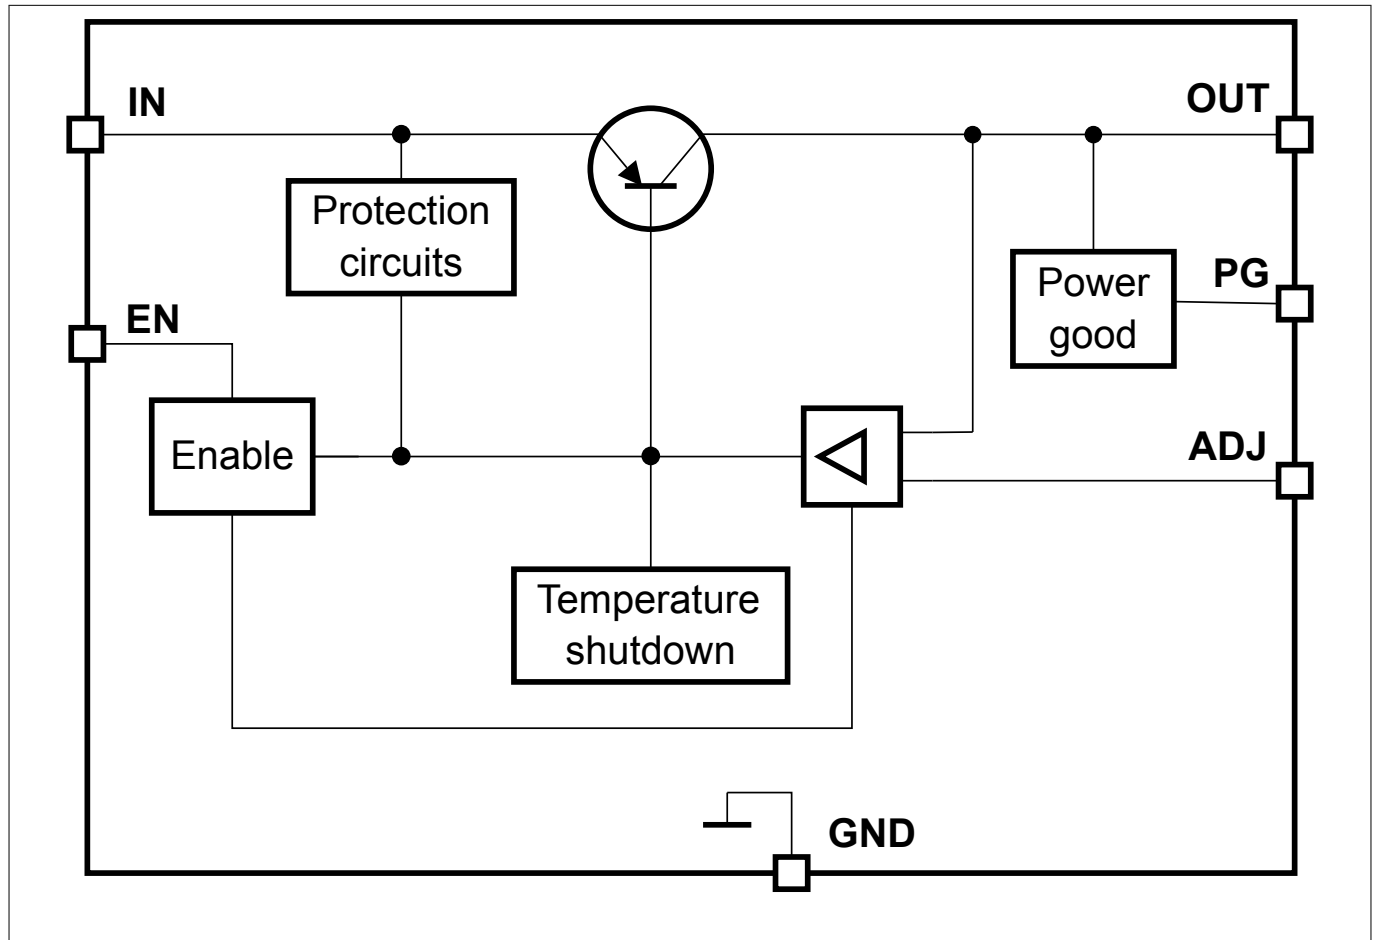 IN
OUT
Protection
circuits
Power
good
PG
EN
Enable
ADJ
Temperature
shutdown
GND